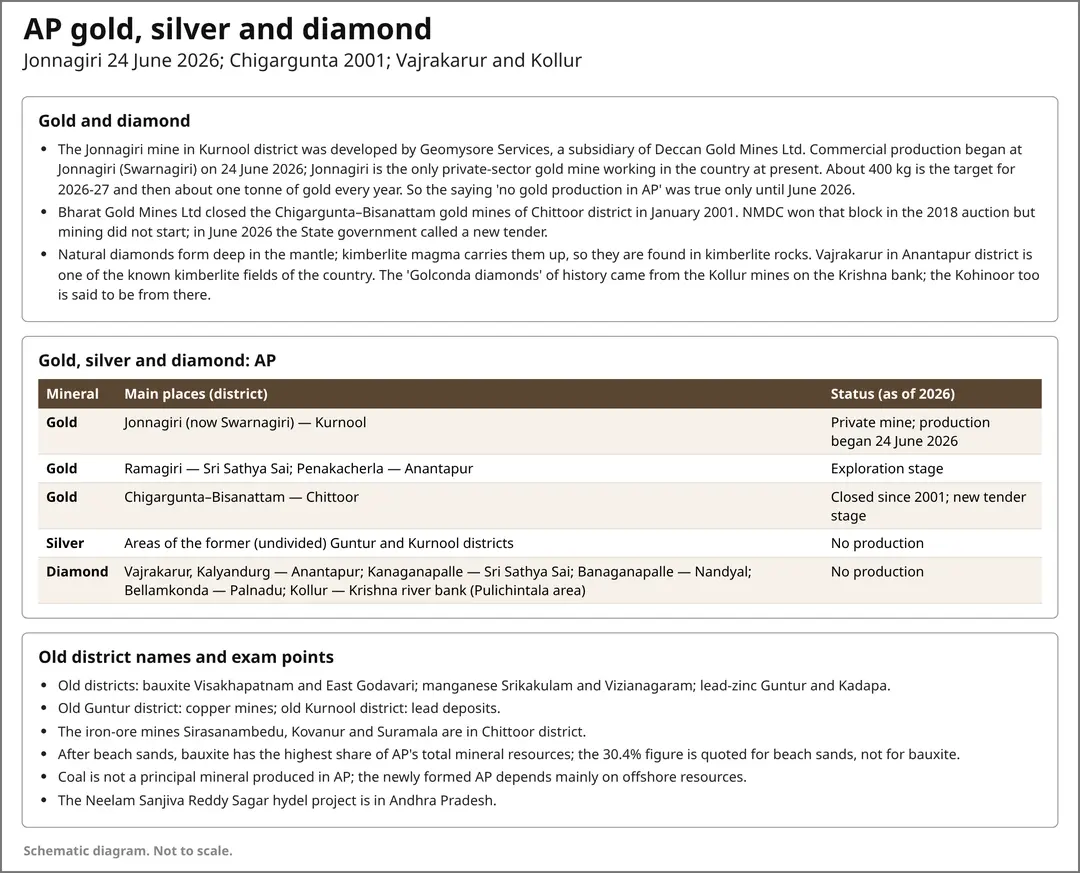 AP gold, silver and diamond
Jonnagiri 24 June 2026; Chigargunta 2001; Vajrakarur and Kollur
Gold and diamond
• The Jonnagiri mine in Kurnool district was developed by Geomysore Services, a subsidiary of Deccan Gold Mines Ltd. Commercial production began at
Jonnagiri (Swarnagiri) on 24 June 2026; Jonnagiri is the only private-sector gold mine working in the country at present. About 400 kg is the target for
2026-27 and then about one tonne of gold every year. So the saying 'no gold production in AP' was true only until June 2026.
• Bharat Gold Mines Ltd closed the Chigargunta–Bisanattam gold mines of Chittoor district in January 2001. NMDC won that block in the 2018 auction but
mining did not start; in June 2026 the State government called a new tender.
• Natural diamonds form deep in the mantle; kimberlite magma carries them up, so they are found in kimberlite rocks. Vajrakarur in Anantapur district is
one of the known kimberlite fields of the country. The 'Golconda diamonds' of history came from the Kollur mines on the Krishna bank; the Kohinoor too
is said to be from there.
Gold, silver and diamond: AP
Mineral Main places (district) Status (as of 2026)
Gold Jonnagiri (now Swarnagiri) — Kurnool Private mine; production
began 24 June 2026
Gold Ramagiri — Sri Sathya Sai; Penakacherla — Anantapur Exploration stage
Gold Chigargunta–Bisanattam — Chittoor Closed since 2001; new tender
stage
Silver Areas of the former (undivided) Guntur and Kurnool districts No production
Diamond Vajrakarur, Kalyandurg — Anantapur; Kanaganapalle — Sri Sathya Sai; Banaganapalle — Nandyal; No production
Bellamkonda — Palnadu; Kollur — Krishna river bank (Pulichintala area)
Old district names and exam points
• Old districts: bauxite Visakhapatnam and East Godavari; manganese Srikakulam and Vizianagaram; lead-zinc Guntur and Kadapa.
• Old Guntur district: copper mines; old Kurnool district: lead deposits.
• The iron-ore mines Sirasanambedu, Kovanur and Suramala are in Chittoor district.
• After beach sands, bauxite has the highest share of AP's total mineral resources; the 30.4% figure is quoted for beach sands, not for bauxite.
• Coal is not a principal mineral produced in AP; the newly formed AP depends mainly on offshore resources.
• The Neelam Sanjiva Reddy Sagar hydel project is in Andhra Pradesh.
Schematic diagram. Not to scale.